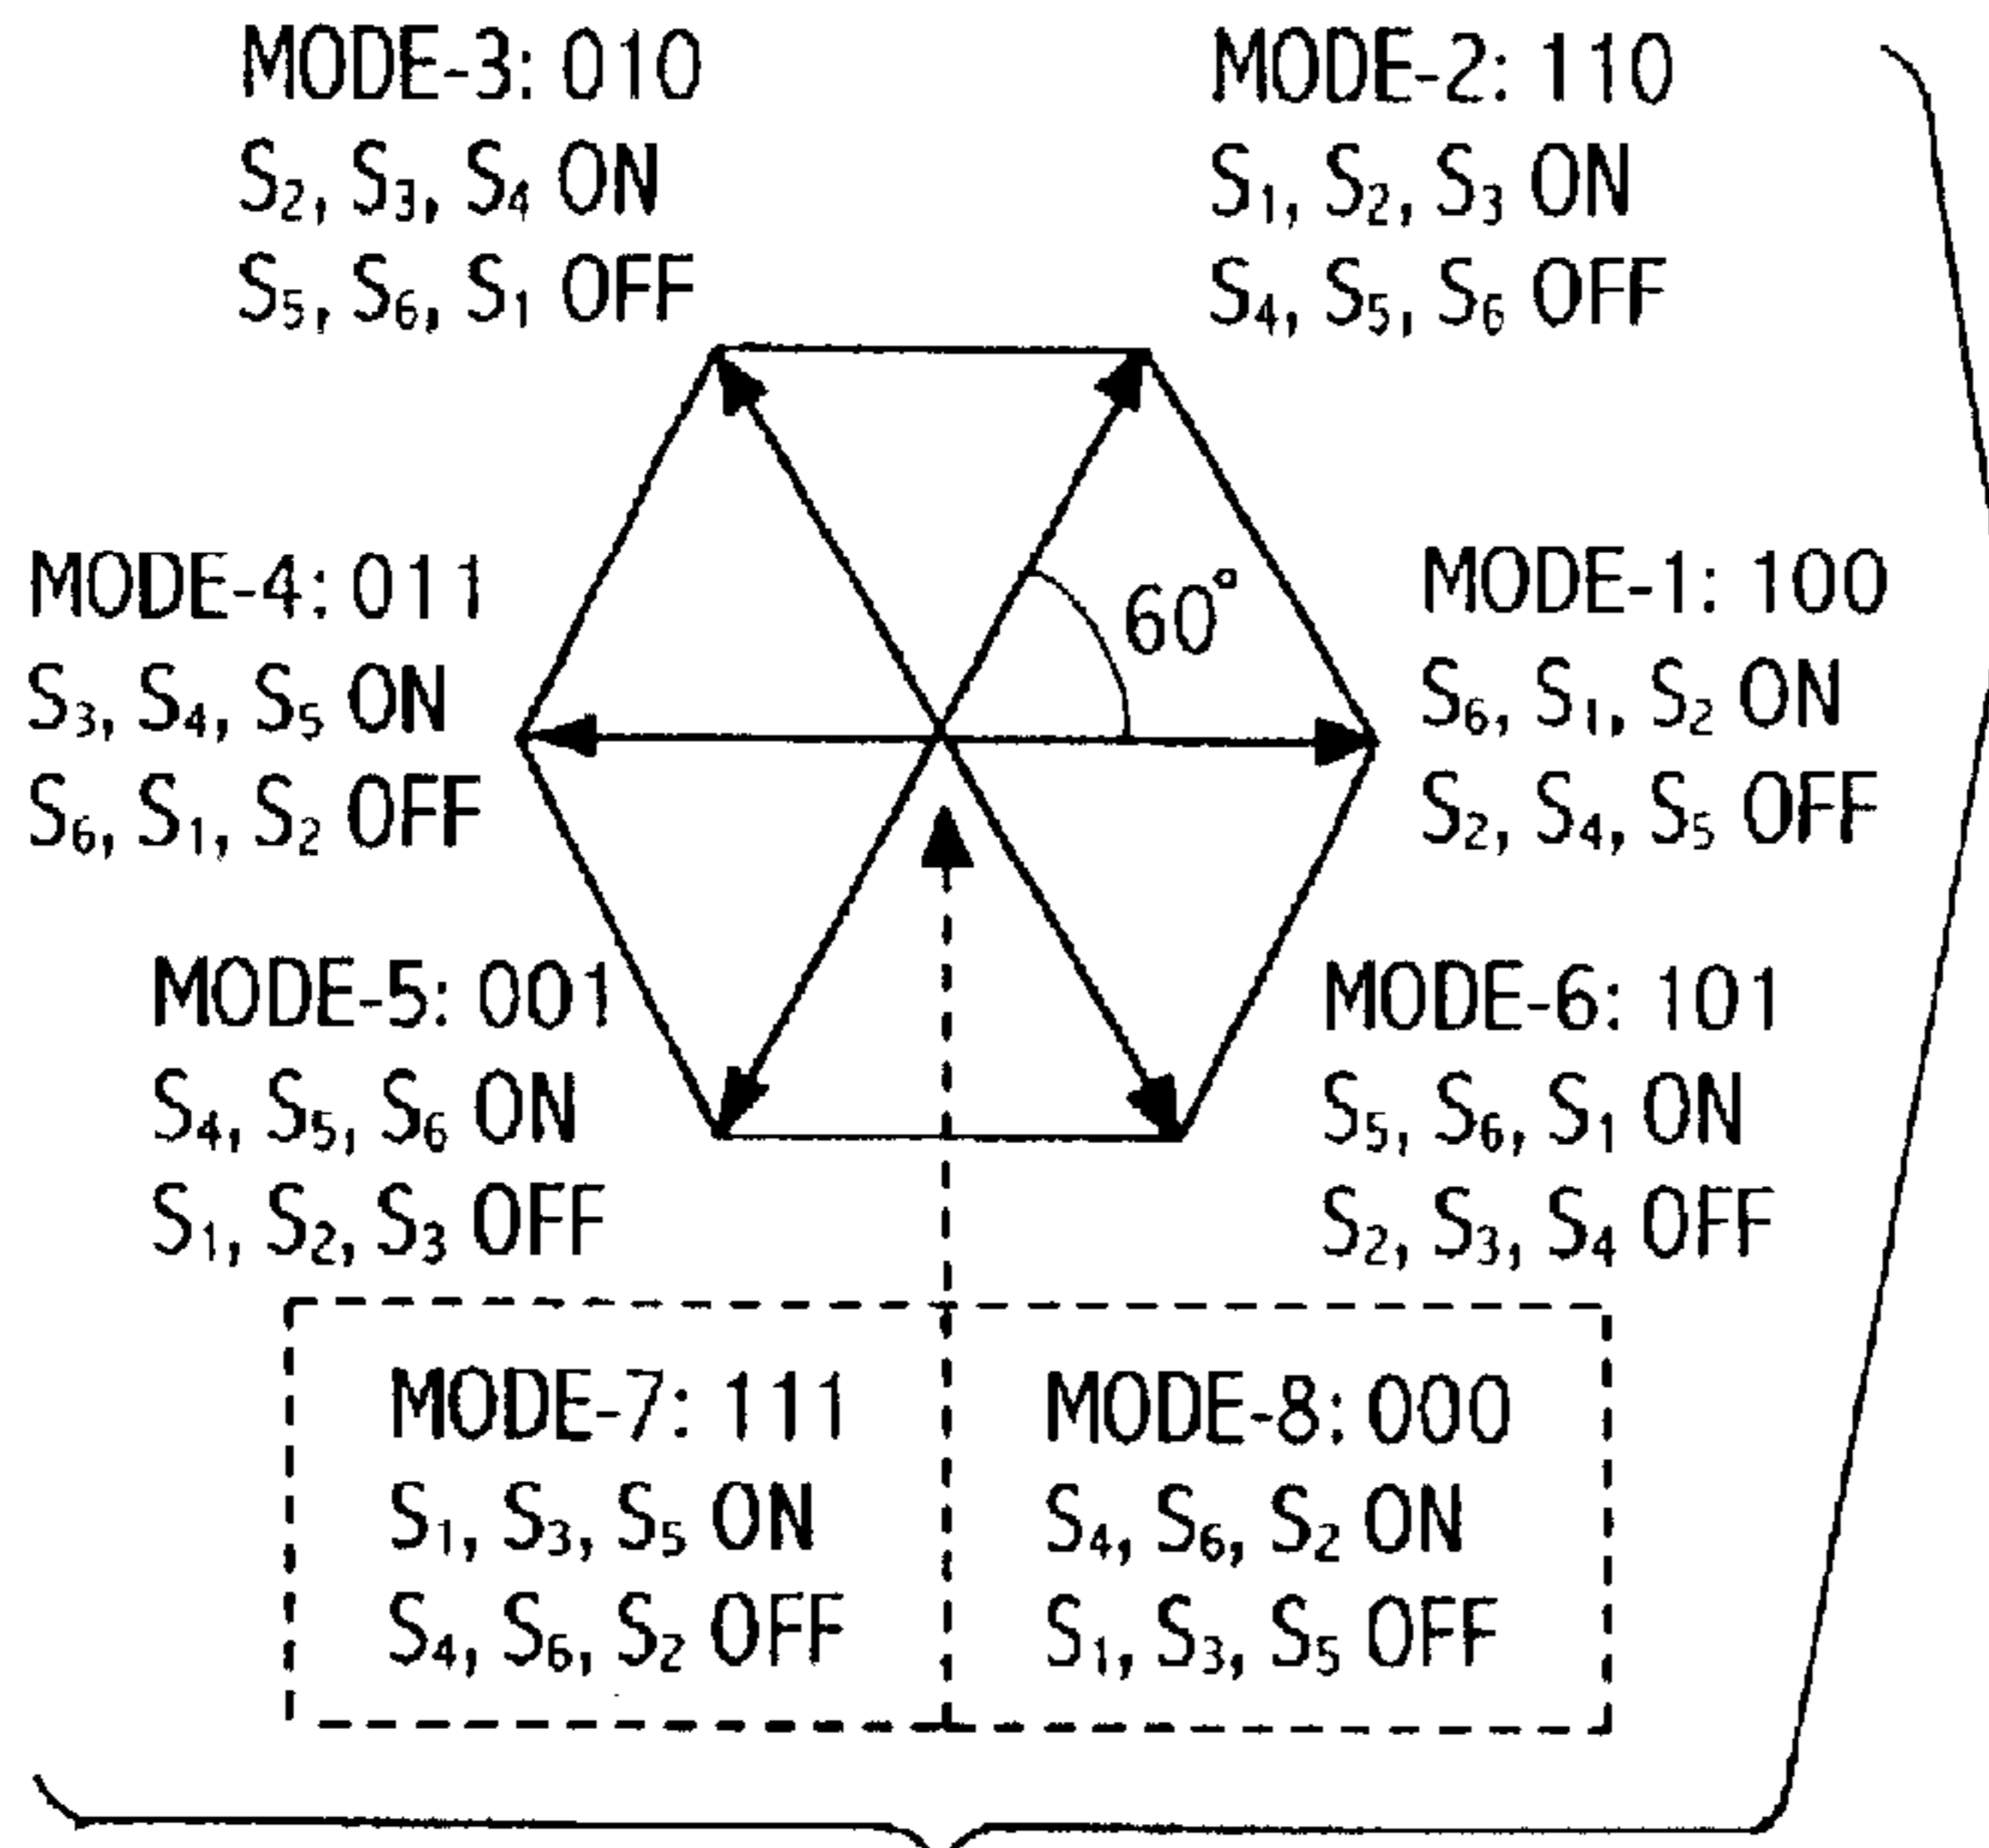 MODE-3: 010
S₂, S₃, S₄ ON
S₅, S₆, S₁ OFF
MODE-2: 110
S₁, S₂, S₃ ON
S₄, S₅, S₆ OFF
60°
MODE-4: 011
S₃, S₄, S₅ ON
S₆, S₁, S₂ OFF
MODE-1: 100
S₆, S₁, S₂ ON
S₂, S₄, S₅ OFF
MODE-5: 001
S₄, S₅, S₆ ON
S₁, S₂, S₃ OFF
MODE-6: 101
S₅, S₆, S₁ ON
S₂, S₃, S₄ OFF
MODE-7: 111
S₁, S₃, S₅ ON
S₄, S₆, S₂ OFF
MODE-8: 000
S₄, S₆, S₂ ON
S₁, S₃, S₅ OFF